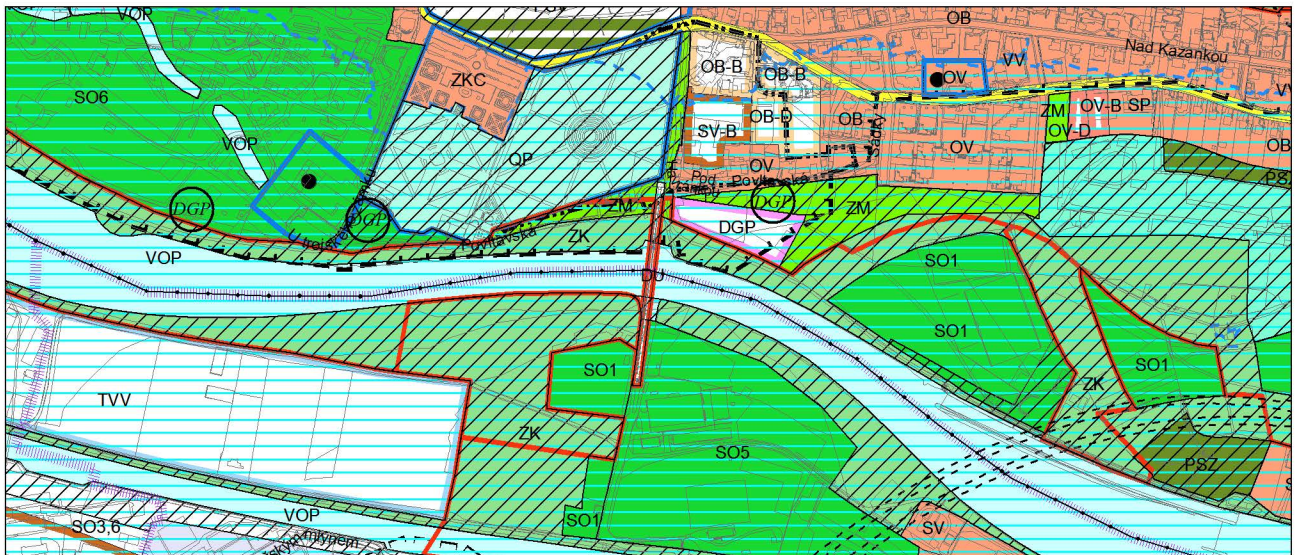 OB
Nad Kazankou
OB-B
OB-B
ZKC
OV
VV
SO6
OV-B SP
ZM
OV-D
SV-B
OB-D
OB
Sádky
VOP
OV
OB
QP
OV
Povltavská
DGP
DGP
DGP
ZM
DGP
ZM
Povltavská
ZK
VOP
DU
SO1
SO1
SO1
SO1
TVV
ZK
ZK
SO5
PSZ
VOP
SO3,6
SO1
SV
mlýnem